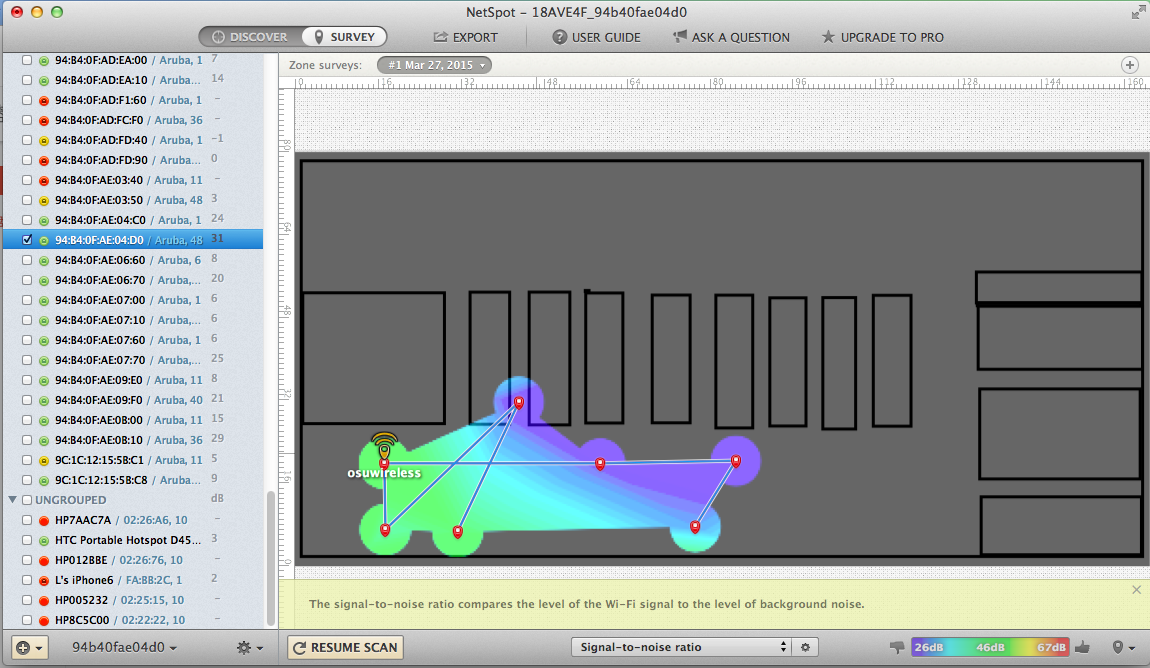 NetSpot – 18AVE4F_94b40fae04d0
DISCOVER SURVEY EXPORT USER GUIDE ASK A QUESTION UPGRADE TO PRO
Zone surveys: #1 Mar 27, 2015
0 16 32 48 64 80 96 112 128 144 160
80
64
48
32
16
0
94:B4:0F:AD:EA:00 / Aruba, 1 7
94:B4:0F:AD:EA:10 / Aruba,... 14
94:B4:0F:AD:F1:60 / Aruba, 1 –
94:B4:0F:AD:FC:F0 / Aruba, 36 –
94:B4:0F:AD:FD:40 / Aruba, 1 –1
94:B4:0F:AD:FD:90 / Aruba... 0
94:B4:0F:AE:03:40 / Aruba, 11 –
94:B4:0F:AE:03:50 / Aruba, 48 3
94:B4:0F:AE:04:C0 / Aruba, 1 24
94:B4:0F:AE:04:D0 / Aruba, 48 31
94:B4:0F:AE:06:60 / Aruba, 6 8
94:B4:0F:AE:06:70 / Aruba,... 20
94:B4:0F:AE:07:00 / Aruba, 1 6
94:B4:0F:AE:07:10 / Aruba,... 6
94:B4:0F:AE:07:60 / Aruba, 1 6
94:B4:0F:AE:07:70 / Aruba,... 25
94:B4:0F:AE:09:E0 / Aruba, 11 8
94:B4:0F:AE:09:F0 / Aruba, 40 21
94:B4:0F:AE:0B:00 / Aruba, 11 15
94:B4:0F:AE:0B:10 / Aruba, 36 29
9C:1C:12:15:5B:C1 / Aruba, 11 5
9C:1C:12:15:5B:C8 / Aruba... 9
UNGROUPED dB
HP7AAC7A / 02:26:A6, 10 –
HTC Portable Hotspot D45... 3
HP012BBE / 02:26:76, 10 –
L's iPhone6 / FA:BB:2C, 1 2
HP005232 / 02:25:15, 10 –
HP8C5C00 / 02:22:22, 10 –
osuwireless
The signal-to-noise ratio compares the level of the Wi-Fi signal to the level of background noise.
94b40fae04d0 RESUME SCAN Signal-to-noise ratio 26dB 46dB 67dB